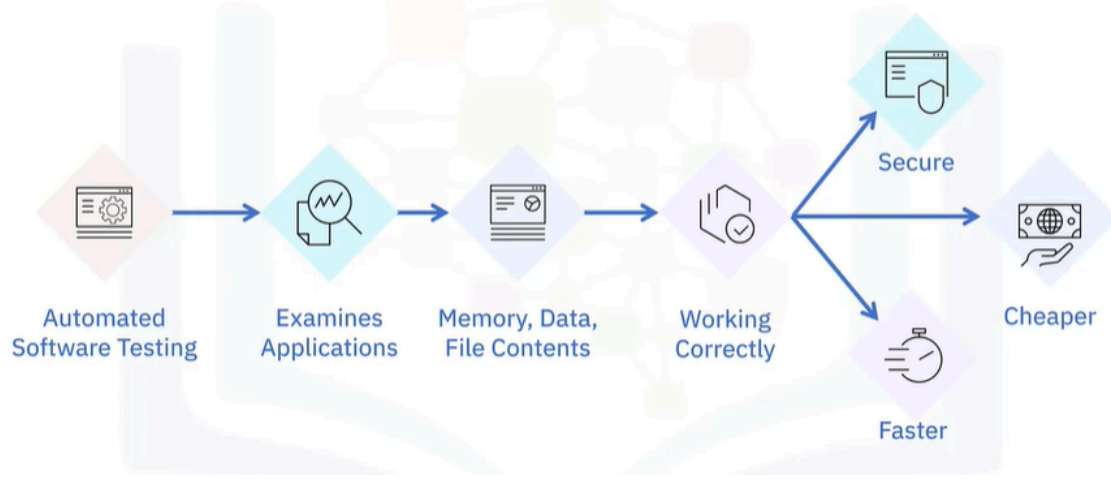 Automated
Software Testing
Examines
Applications
Memory, Data,
File Contents
Working
Correctly
Secure
Cheaper
Faster